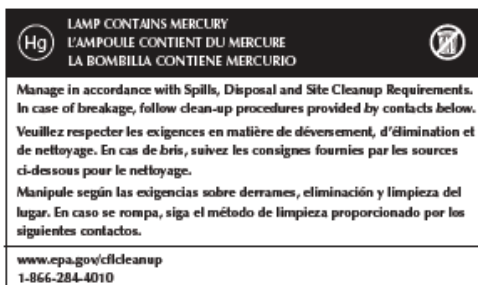 Hg
LAMP CONTAINS MERCURY
L'AMPOULE CONTIENT DU MERCURE
LA BOMBILLA CONTIENE MERCURIO
Manage in accordance with Spills, Disposal and Site Cleanup Requirements.
In case of breakage, follow clean-up procedures provided by contacts below.
Veuillez respecter les exigences en matière de déversement, d'élimination et
de nettoyage. En cas de bris, suivez les consignes fournies par les sources
ci-dessous pour le nettoyage.
Manipule según las exigencias sobre derrames, eliminación y limpieza del
lugar. En caso se rompa, siga el método de limpieza proporcionado por los
siguientes contactos.
www.epa.gov/cflcleanup
1-866-284-4010